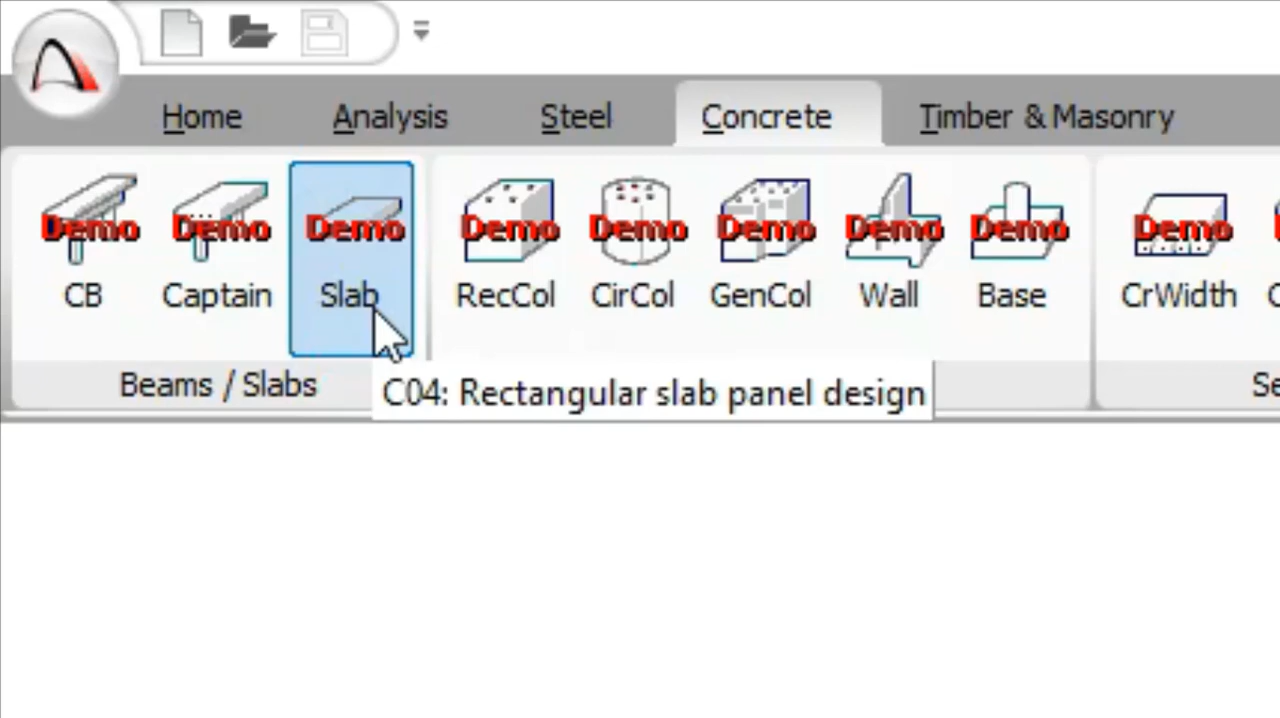 Home Analysis Steel Concrete Timber & Masonry
Demo Demo Demo Demo Demo Demo Demo Demo Demo
CB Captain Slab RecCol CirCol GenCol Wall Base CrWidth
Beams / Slabs
C04: Rectangular slab panel design